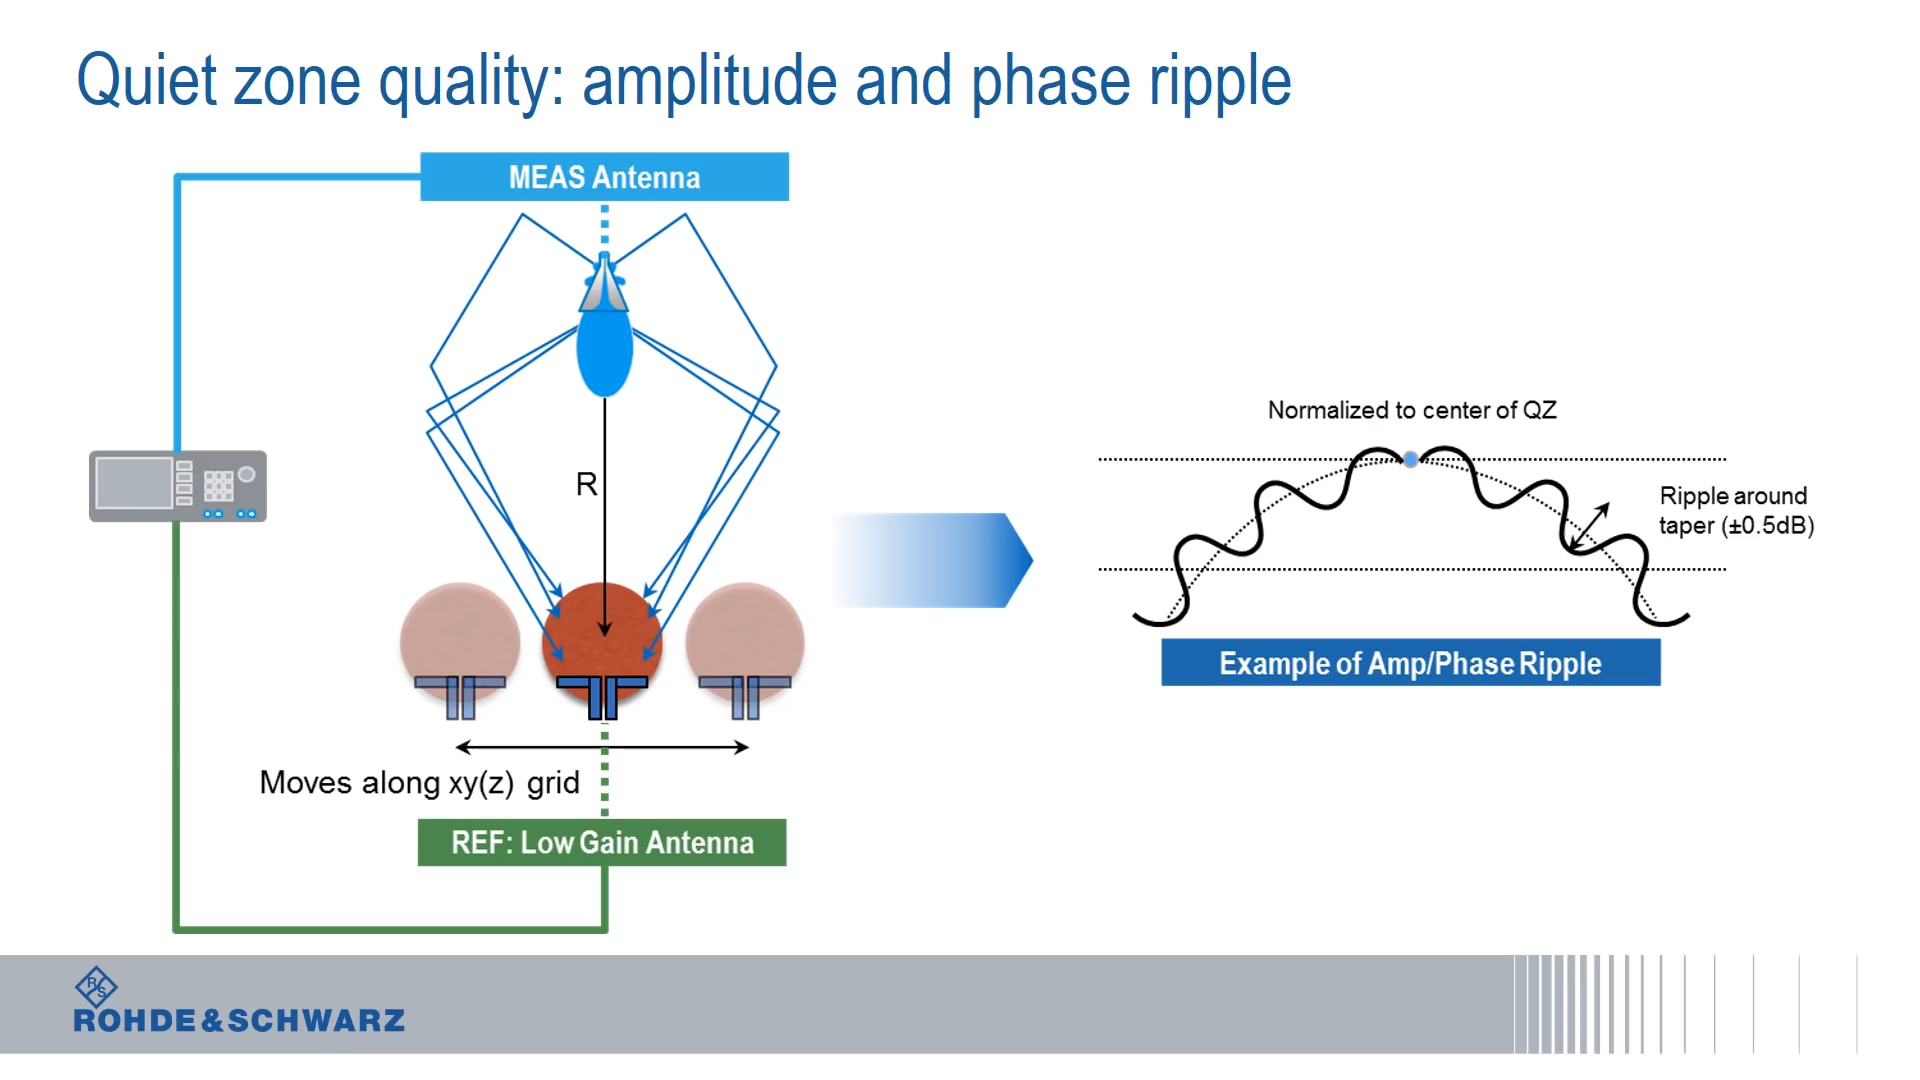 Quiet zone quality: amplitude and phase ripple
MEAS Antenna
R
Moves along xy(z) grid
REF: Low Gain Antenna
Normalized to center of QZ
Ripple around
taper (±0.5dB)
Example of Amp/Phase Ripple
R S
ROHDE&SCHWARZ